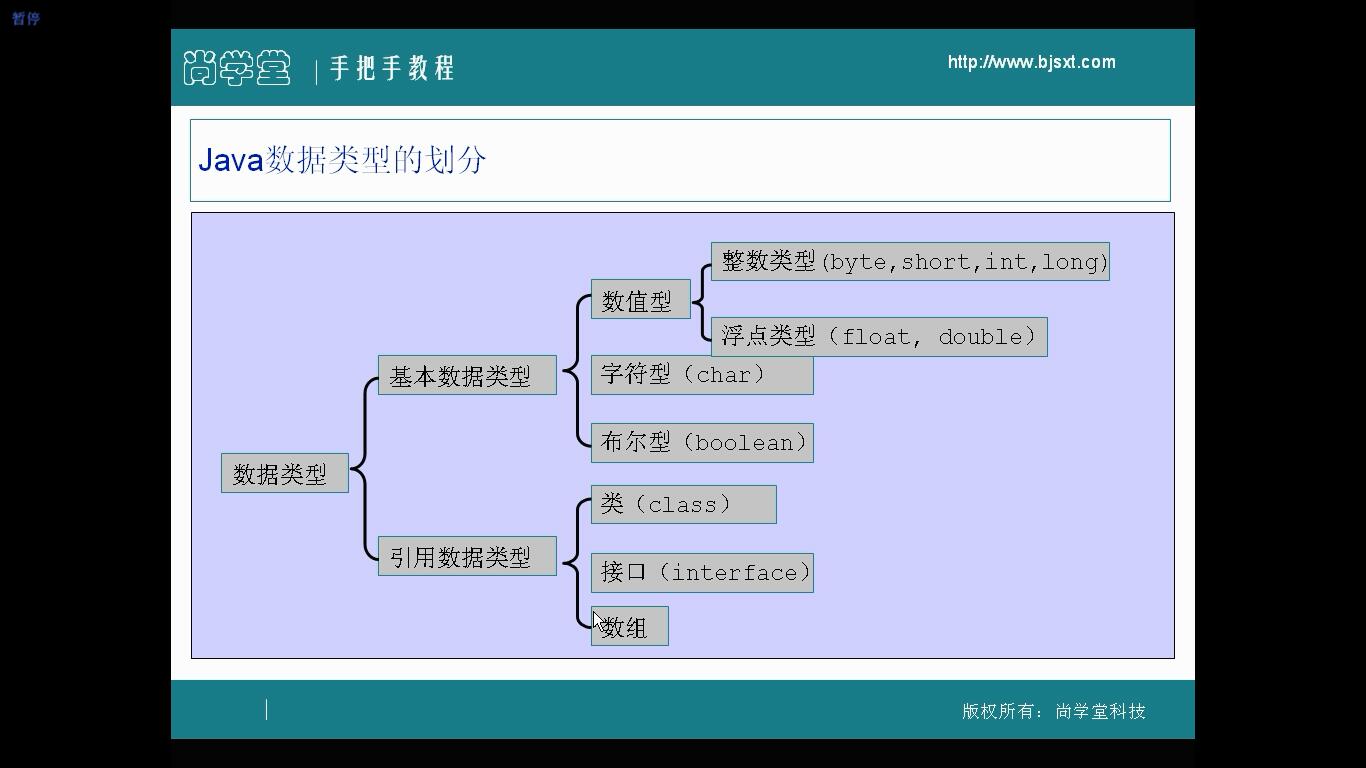 暂停
尚学堂 | 手把手教程
http://www.bjsxt.com
Java数据类型的划分
整数类型(byte,short,int,long)
数值型
浮点类型（float, double）
基本数据类型
字符型（char）
布尔型（boolean）
数据类型
类（class）
引用数据类型
接口（interface）
数组
版权所有：尚学堂科技